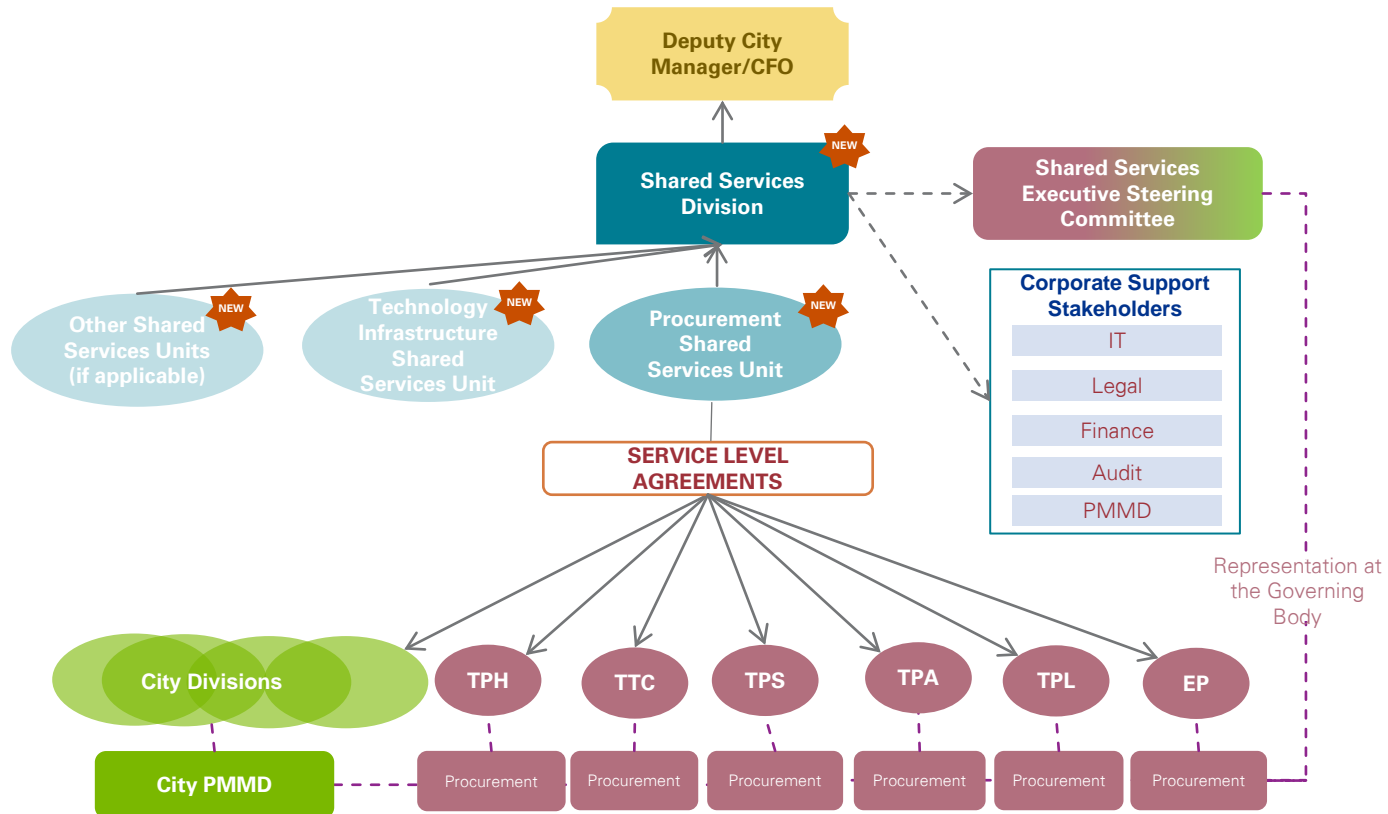 Deputy City
Manager/CFO
NEW
Shared Services
Division
Shared Services
Executive Steering
Committee
Corporate Support
Stakeholders
IT
Legal
Finance
Audit
PMMD
NEW
Other Shared
Services Units
(if applicable)
NEW
Technology
Infrastructure
Shared
Services Unit
NEW
Procurement
Shared
Services Unit
SERVICE LEVEL
AGREEMENTS
Representation at
the Governing
Body
City Divisions
TPH
TTC
TPS
TPA
TPL
EP
City PMMD
Procurement
Procurement
Procurement
Procurement
Procurement
Procurement